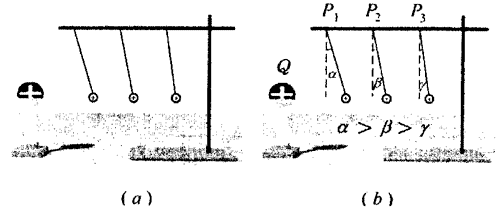 P₁ P₂ P₃
Q
+ +
α β γ
α > β > γ
(a) (b)